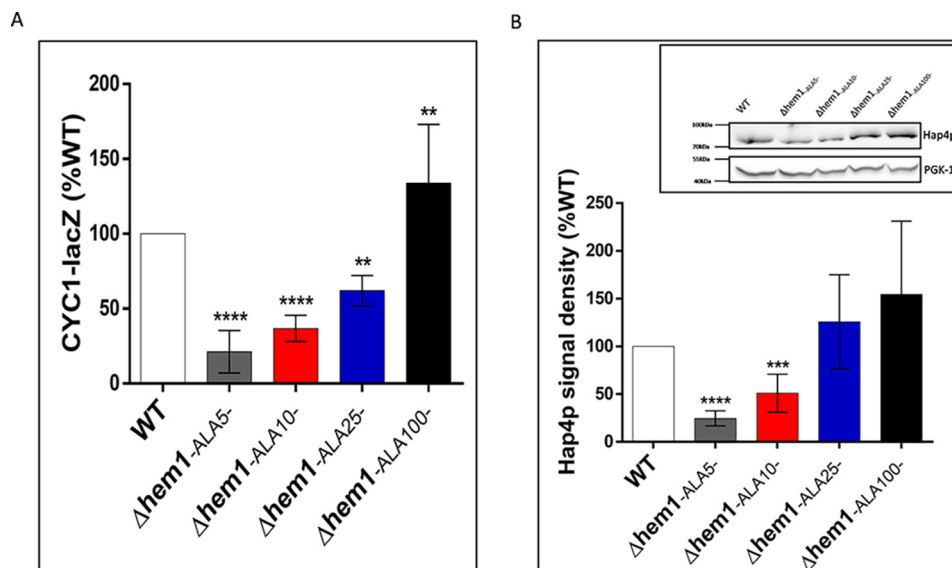 A
CYC1-lacZ (%WT)
200
150
100
50
0
****
****
**
**
WT
Δhem1-ALA5-
Δhem1-ALA10-
Δhem1-ALA25-
Δhem1-ALA100-
B
WT
Δhem1-ALA5-
Δhem1-ALA10-
Δhem1-ALA25-
Δhem1-ALA100-
100kDa
70kDa
Hap4p
55kDa
40kDa
PGK-1
Hap4p signal density (%WT)
250
200
150
100
50
0
****
***
WT
Δhem1-ALA5-
Δhem1-ALA10-
Δhem1-ALA25-
Δhem1-ALA100-